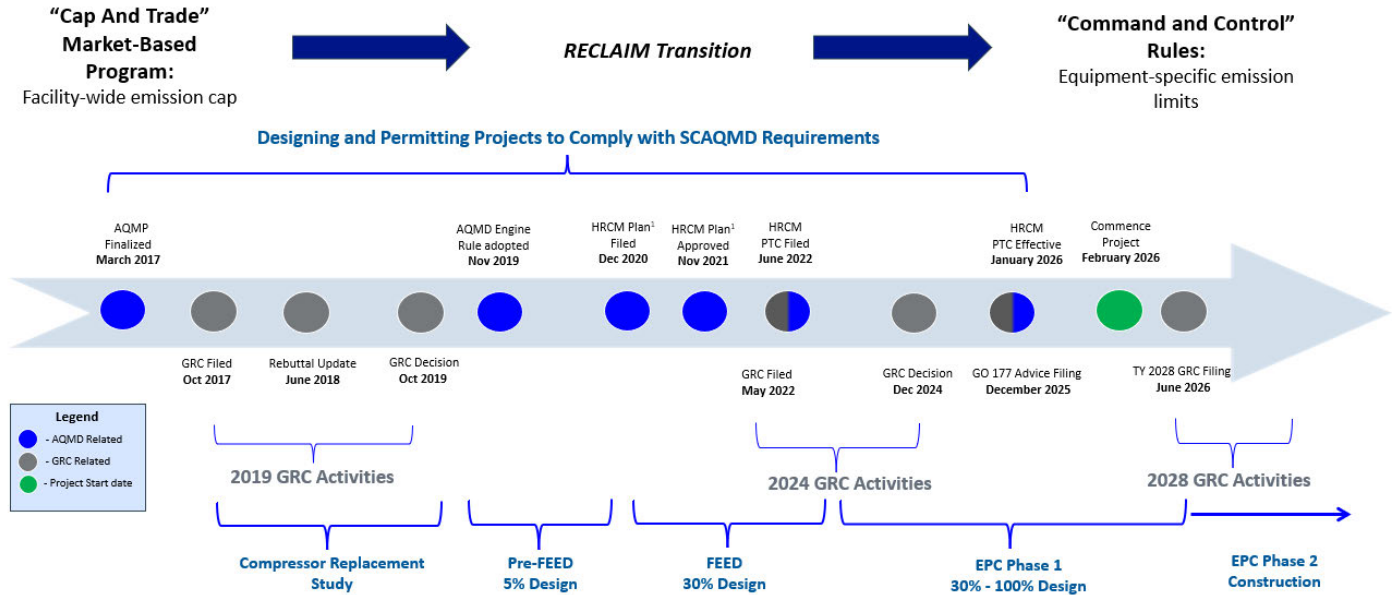 “Cap And Trade”
Market-Based
Program:
Facility-wide emission cap
RECLAIM Transition
“Command and Control”
Rules:
Equipment-specific emission
limits
Designing and Permitting Projects to Comply with SCAQMD Requirements
AQMP
Finalized
March 2017
AQMD Engine
Rule adopted
Nov 2019
HRCM Plan¹
Filed
Dec 2020
HRCM Plan¹
Approved
Nov 2021
HRCM
PTC Filed
June 2022
HRCM
PTC Effective
January 2026
Commence
Project
February 2026
GRC Filed
Oct 2017
Rebuttal Update
June 2018
GRC Decision
Oct 2019
GRC Filed
May 2022
GRC Decision
Dec 2024
GO 177 Advice Filing
December 2025
TY 2028 GRC Filing
June 2026
Legend
- AQMD Related
- GRC Related
- Project Start date
2019 GRC Activities
2024 GRC Activities
2028 GRC Activities
Compressor Replacement
Study
Pre-FEED
5% Design
FEED
30% Design
EPC Phase 1
30% - 100% Design
EPC Phase 2
Construction